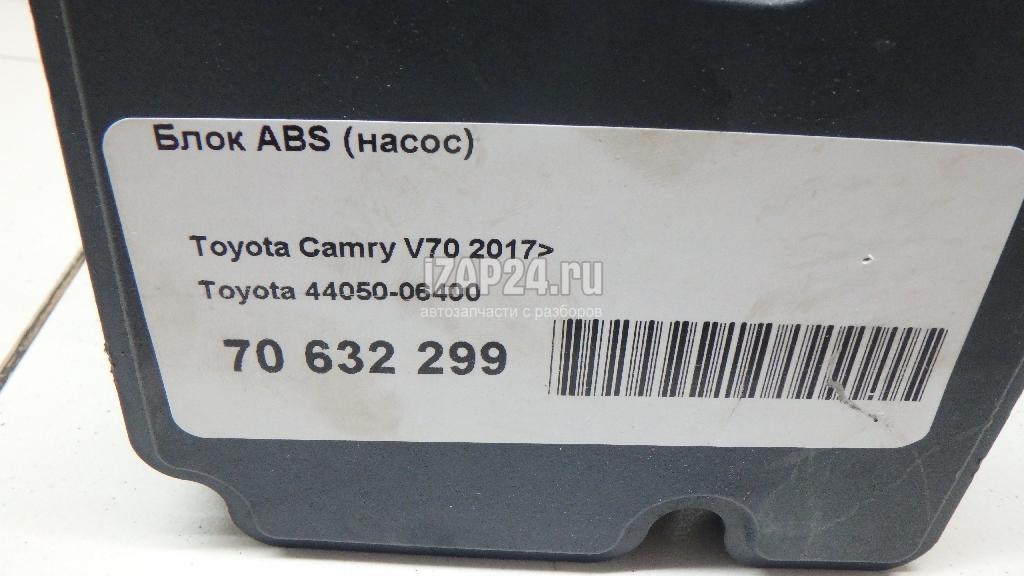 Блок ABS (насос)
Toyota Camry V70 2017>
iZAP24.ru
Toyota 44050-06400
автозапчасти с разборов
70 632 299